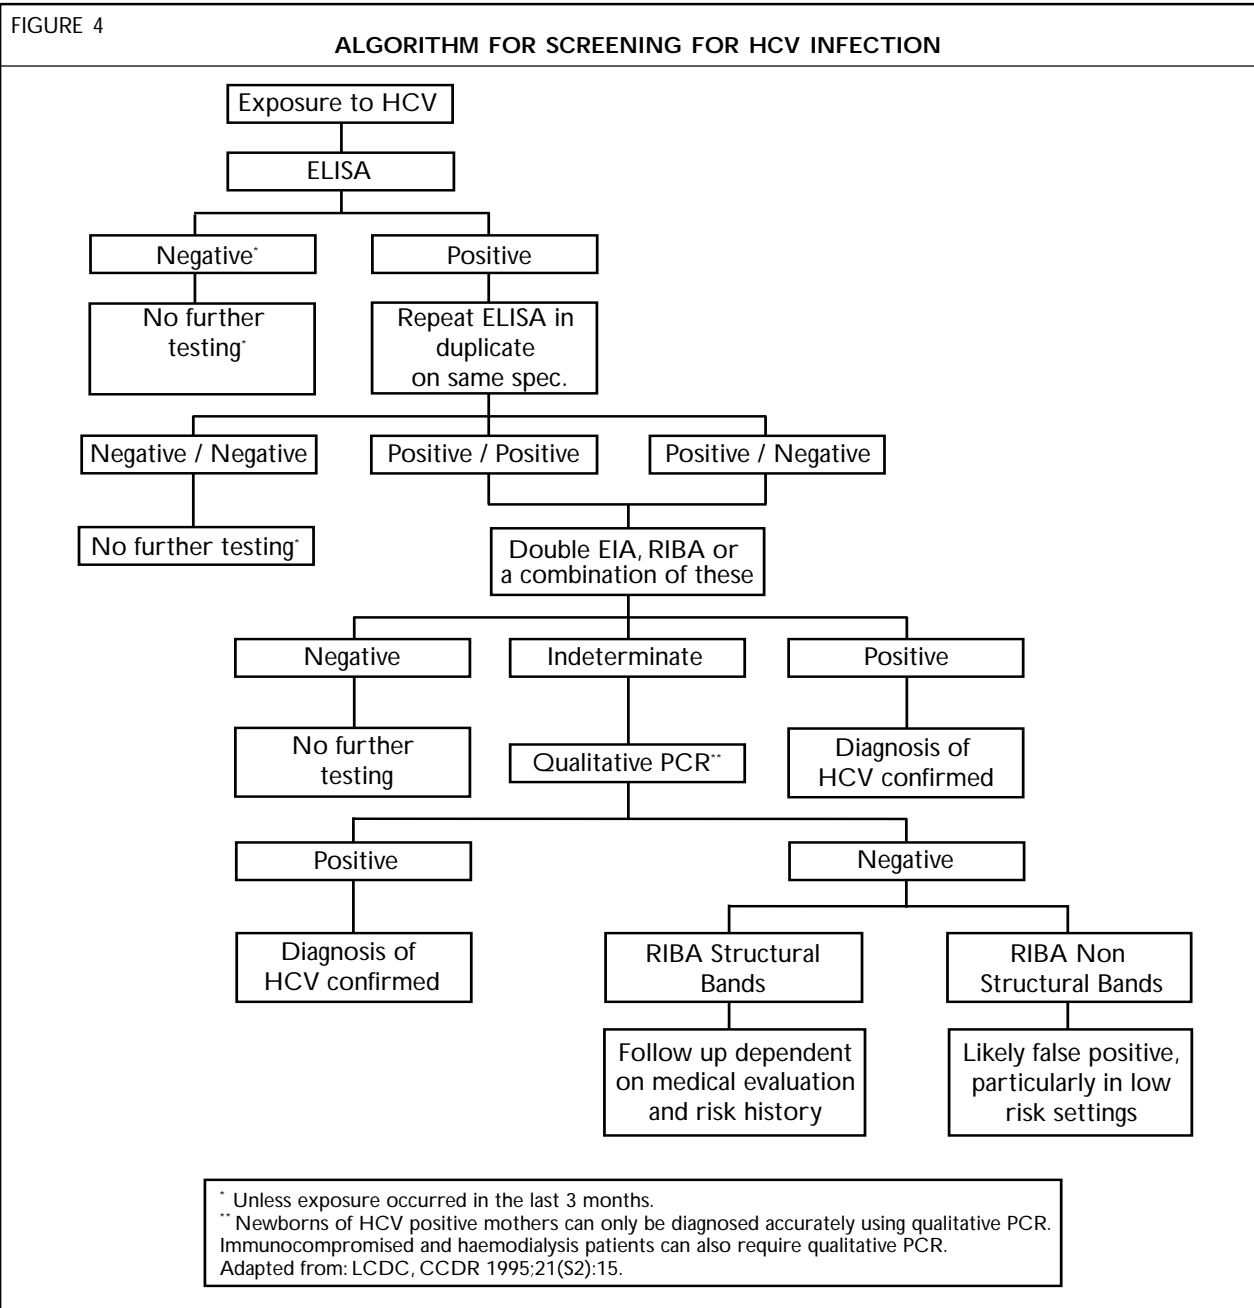 FIGURE 4
ALGORITHM FOR SCREENING FOR HCV INFECTION
Exposure to HCV
ELISA
Negative*
Positive
No further
testing*
Repeat ELISA in
duplicate
on same spec.
Negative / Negative
Positive / Positive
Positive / Negative
No further testing*
Double EIA, RIBA or
a combination of these
Negative
Indeterminate
Positive
No further
testing
Qualitative PCR**
Diagnosis of
HCV confirmed
Positive
Negative
Diagnosis of
HCV confirmed
RIBA Structural
Bands
RIBA Non
Structural Bands
Follow up dependent
on medical evaluation
and risk history
Likely false positive,
particularly in low
risk settings
* Unless exposure occurred in the last 3 months.
** Newborns of HCV positive mothers can only be diagnosed accurately using qualitative PCR.
Immunocompromised and haemodialysis patients can also require qualitative PCR.
Adapted from: LCDC, CCDR 1995;21(S2):15.